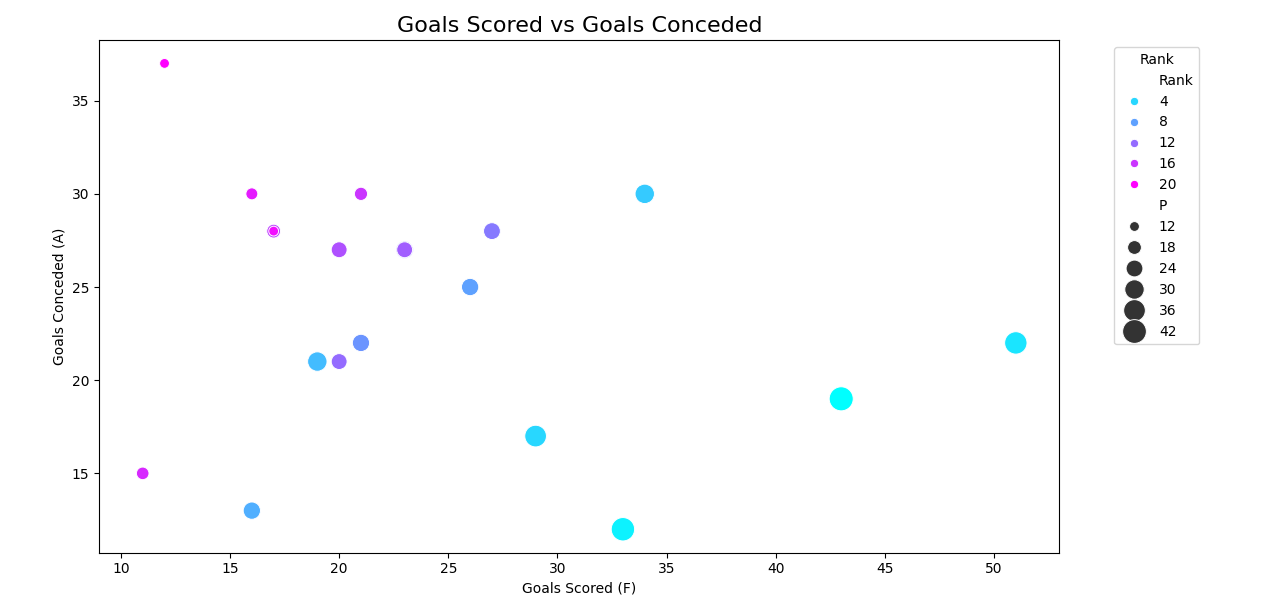 Goals Scored vs Goals Conceded
Goals Conceded (A)
35
30
25
20
15
10 15 20 25 30 35 40 45 50
Goals Scored (F)
Rank
Rank
4
8
12
16
20
P
12
18
24
30
36
42